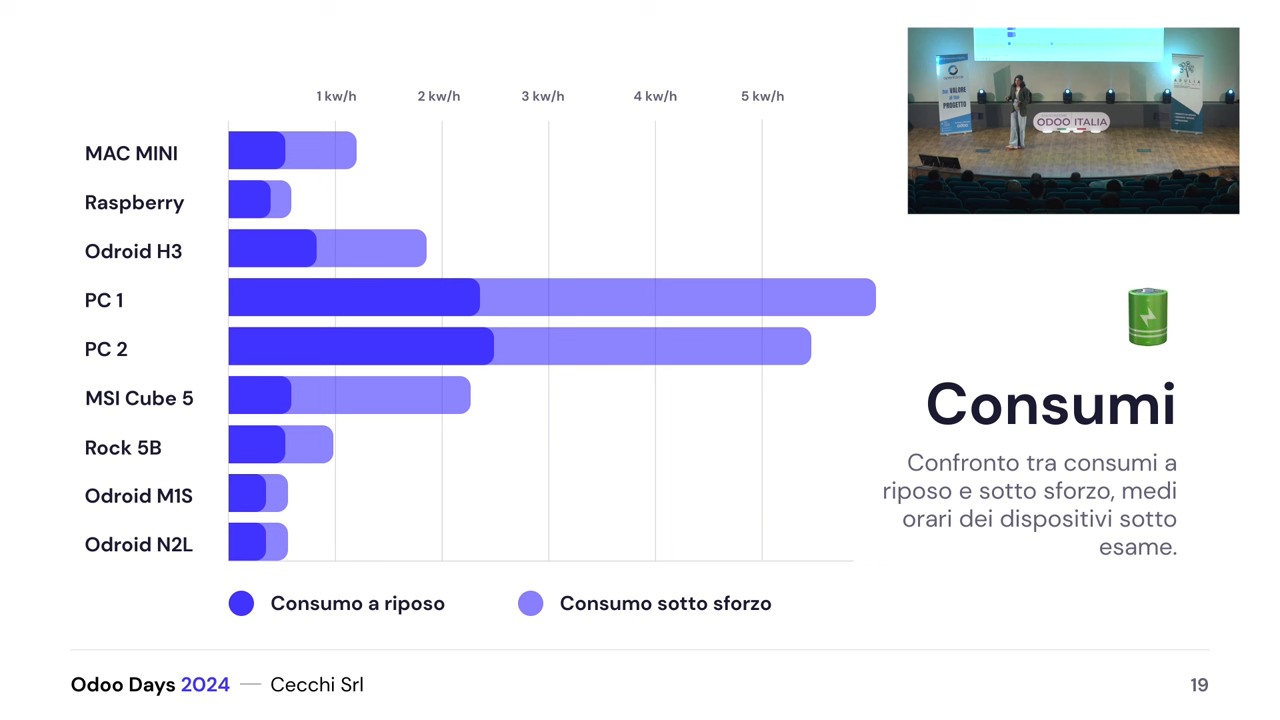 1 kw/h 2 kw/h 3 kw/h 4 kw/h 5 kw/h
MAC MINI
Raspberry
Odroid H3
PC 1
PC 2
MSI Cube 5
Rock 5B
Odroid M1S
Odroid N2L
Consumo a riposo
Consumo sotto sforzo
VALORE
PROGETTO
ODOO ITALIA
Consumi
Confronto tra consumi a
riposo e sotto sforzo, medi
orari dei dispositivi sotto
esame.
Odoo Days 2024 — Cecchi Srl
19